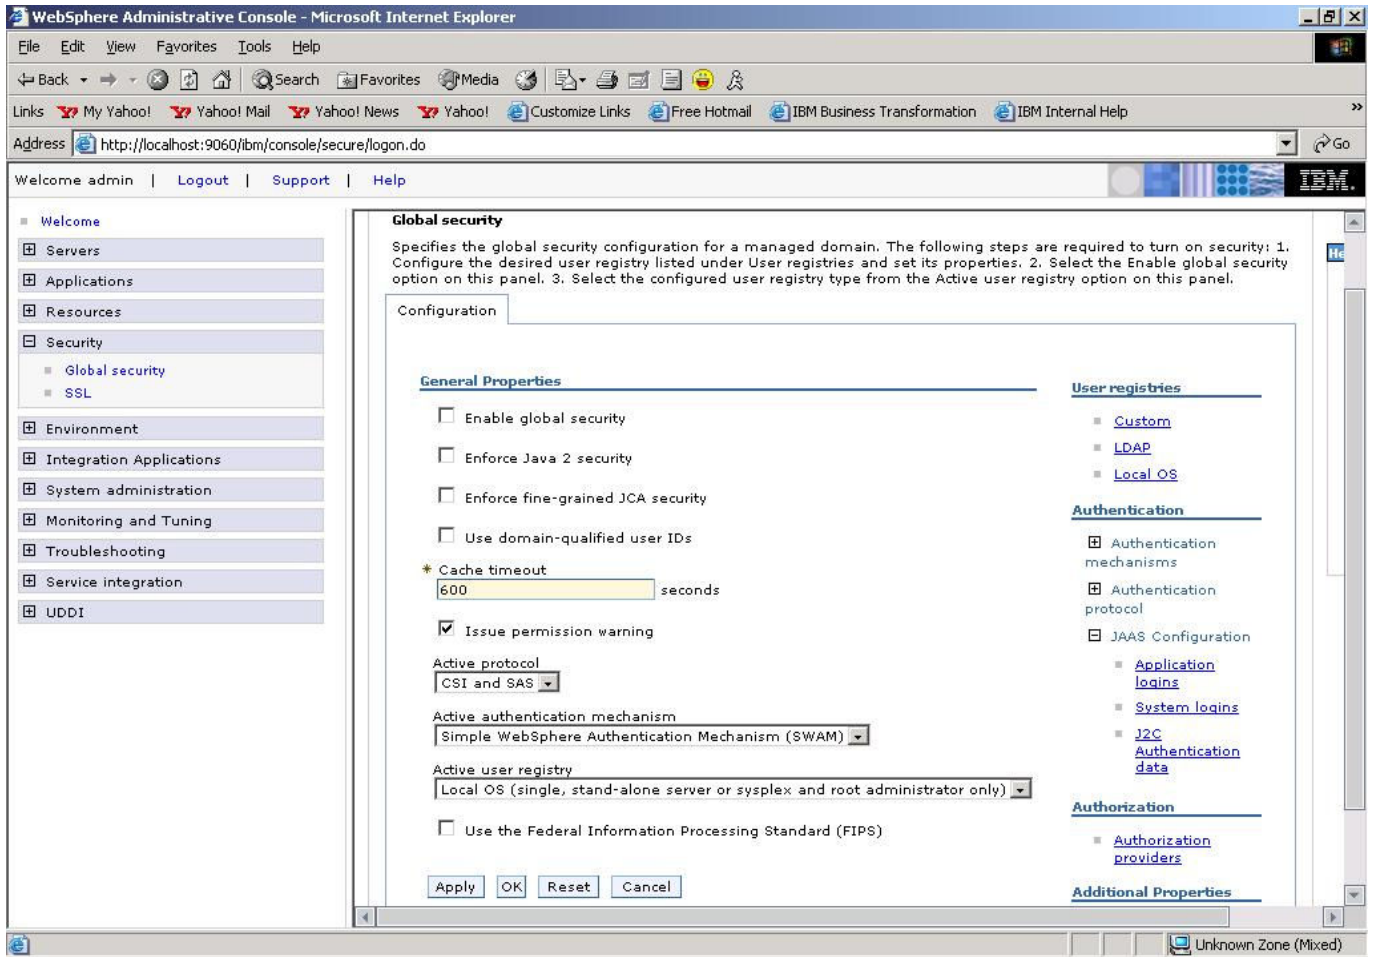 WebSphere Administrative Console - Microsoft Internet Explorer
File Edit View Favorites Tools Help
Back Search Favorites Media
Links My Yahoo! Yahoo! Mail Yahoo! News Yahoo! Customize Links Free Hotmail IBM Business Transformation IBM Internal Help »
Address http://localhost:9060/ibm/console/secure/logon.do Go
Welcome admin | Logout | Support | Help IBM.
Welcome
Servers
Applications
Resources
Security
Global security
SSL
Environment
Integration Applications
System administration
Monitoring and Tuning
Troubleshooting
Service integration
UDDI
Global security
Specifies the global security configuration for a managed domain. The following steps are required to turn on security: 1.
Configure the desired user registry listed under User registries and set its properties. 2. Select the Enable global security
option on this panel. 3. Select the configured user registry type from the Active user registry option on this panel.
He
Configuration
General Properties
Enable global security
Enforce Java 2 security
Enforce fine-grained JCA security
Use domain-qualified user IDs
* Cache timeout
600 seconds
Issue permission warning
Active protocol
CSI and SAS
Active authentication mechanism
Simple WebSphere Authentication Mechanism (SWAM)
Active user registry
Local OS (single, stand-alone server or sysplex and root administrator only)
Use the Federal Information Processing Standard (FIPS)
Apply OK Reset Cancel
User registries
Custom
LDAP
Local OS
Authentication
Authentication
mechanisms
Authentication
protocol
JAAS Configuration
Application
logins
System logins
J2C
Authentication
data
Authorization
Authorization
providers
Additional Properties
Unknown Zone (Mixed)